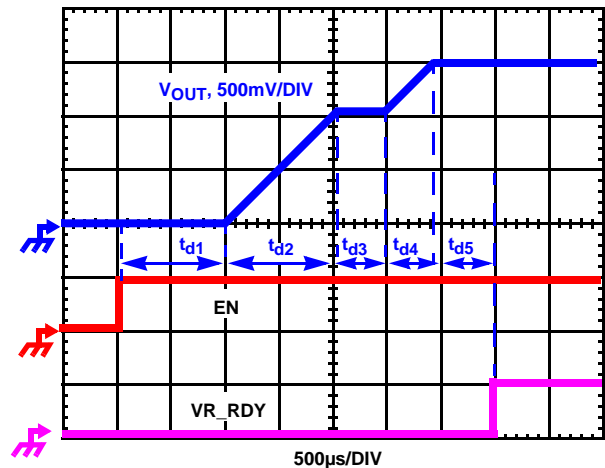 VOUT, 500mV/DIV
td1 td2 td3 td4 td5
EN
VR_RDY
500µs/DIV